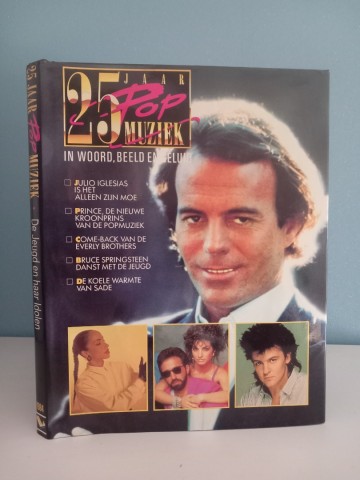 25 JAAR
Pop
MUZIEK
IN WOORD, BEELD EN GELUID
JULIO IGLESIAS
IS HET
ALLEEN ZIJN MOE
PRINCE, DE NIEUWE
KROONPRINS
VAN DE POPMUZIEK
COME-BACK VAN DE
EVERLY BROTHERS
BRUCE SPRINGSTEEN
DANST MET DE JEUGD
DE KOELE WARMTE
VAN SADE
25 JAAR Pop MUZIEK De Jeugd en haar Idolen